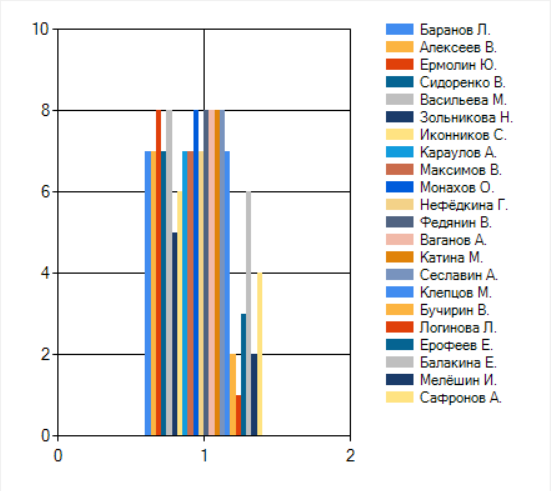 10
8
6
4
2
0
0 1 2
Баранов Л.
Алексеев В.
Ермолин Ю.
Сидоренко В.
Васильева М.
Зольникова Н.
Иконников С.
Караулов А.
Максимов В.
Монахов О.
Нефёдкина Г.
Федянин В.
Ваганов А.
Катина М.
Сеславин А.
Клепцов М.
Бучирин В.
Логинова Л.
Ерофеев Е.
Балакина Е.
Мелёшин И.
Сафронов А.